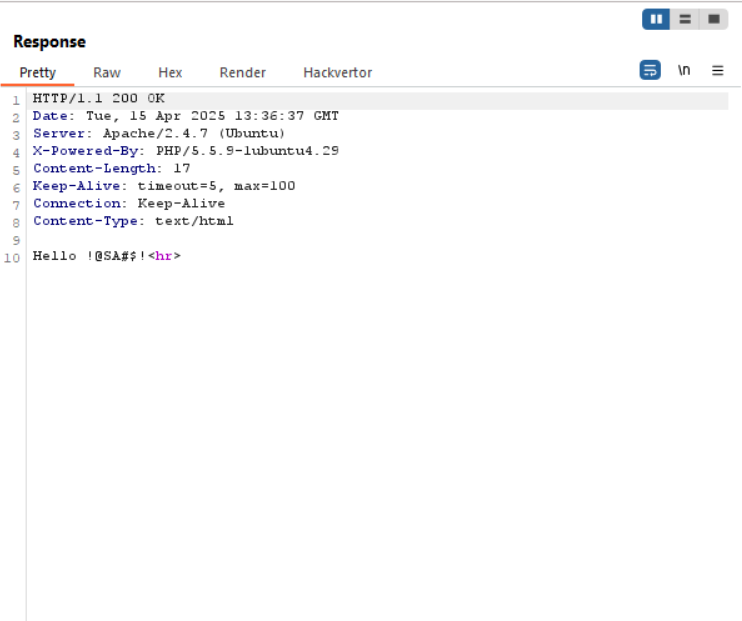 Response
Pretty Raw Hex Render Hackvertor \n
1 HTTP/1.1 200 OK
2 Date: Tue, 15 Apr 2025 13:36:37 GMT
3 Server: Apache/2.4.7 (Ubuntu)
4 X-Powered-By: PHP/5.5.9-1ubuntu4.29
5 Content-Length: 17
6 Keep-Alive: timeout=5, max=100
7 Connection: Keep-Alive
8 Content-Type: text/html
9
10 Hello !@SA#$!<hr>